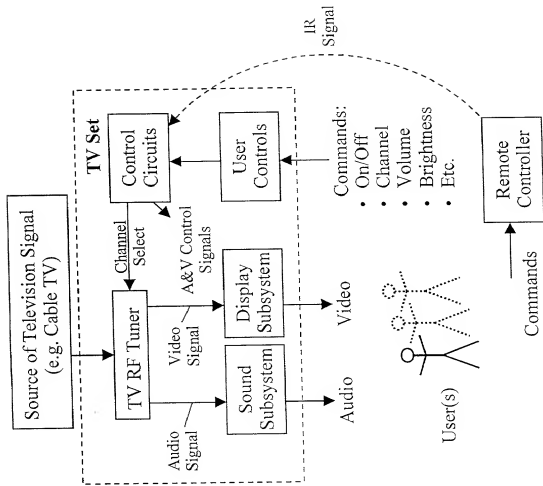 Source of Television Signal
(e.g. Cable TV)
TV Set
TV RF Tuner
Channel
Select
Control
Circuits
Audio
Signal
Video
Signal
A&V Control
Signals
Sound
Subsystem
Display
Subsystem
User
Controls
IR
Signal
Audio
Video
Commands:
• On/Off
• Channel
• Volume
• Brightness
• Etc.
User(s)
Commands
Remote
Controller